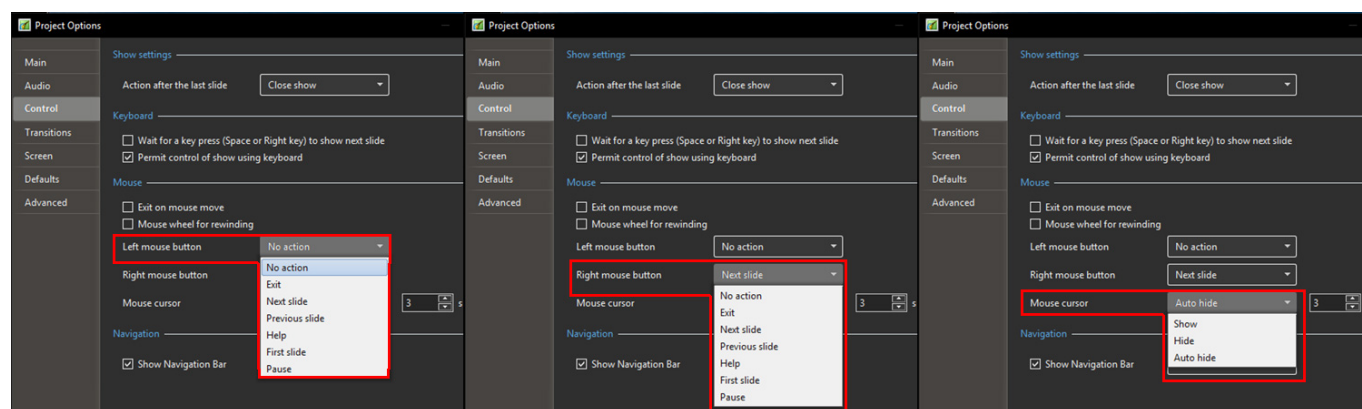 Project Options
Main
Audio
Control
Transitions
Screen
Defaults
Advanced
Show settings
Action after the last slide Close show
Keyboard
Wait for a key press (Space or Right key) to show next slide
Permit control of show using keyboard
Mouse
Exit on mouse move
Mouse wheel for rewinding
Left mouse button No action
No action
Exit
Next slide
Previous slide
Help
First slide
Pause
Right mouse button
Mouse cursor 3 s
Navigation
Show Navigation Bar
Project Options
Main
Audio
Control
Transitions
Screen
Defaults
Advanced
Show settings
Action after the last slide Close show
Keyboard
Wait for a key press (Space or Right key) to show next slide
Permit control of show using keyboard
Mouse
Exit on mouse move
Mouse wheel for rewinding
Left mouse button No action
Right mouse button Next slide
No action
Exit
Next slide
Previous slide
Help
First slide
Pause
Mouse cursor 3 s
Navigation
Show Navigation Bar
Project Options
Main
Audio
Control
Transitions
Screen
Defaults
Advanced
Show settings
Action after the last slide Close show
Keyboard
Wait for a key press (Space or Right key) to show next slide
Permit control of show using keyboard
Mouse
Exit on mouse move
Mouse wheel for rewinding
Left mouse button No action
Right mouse button Next slide
Mouse cursor Auto hide 3
Show
Hide
Auto hide
Navigation
Show Navigation Bar